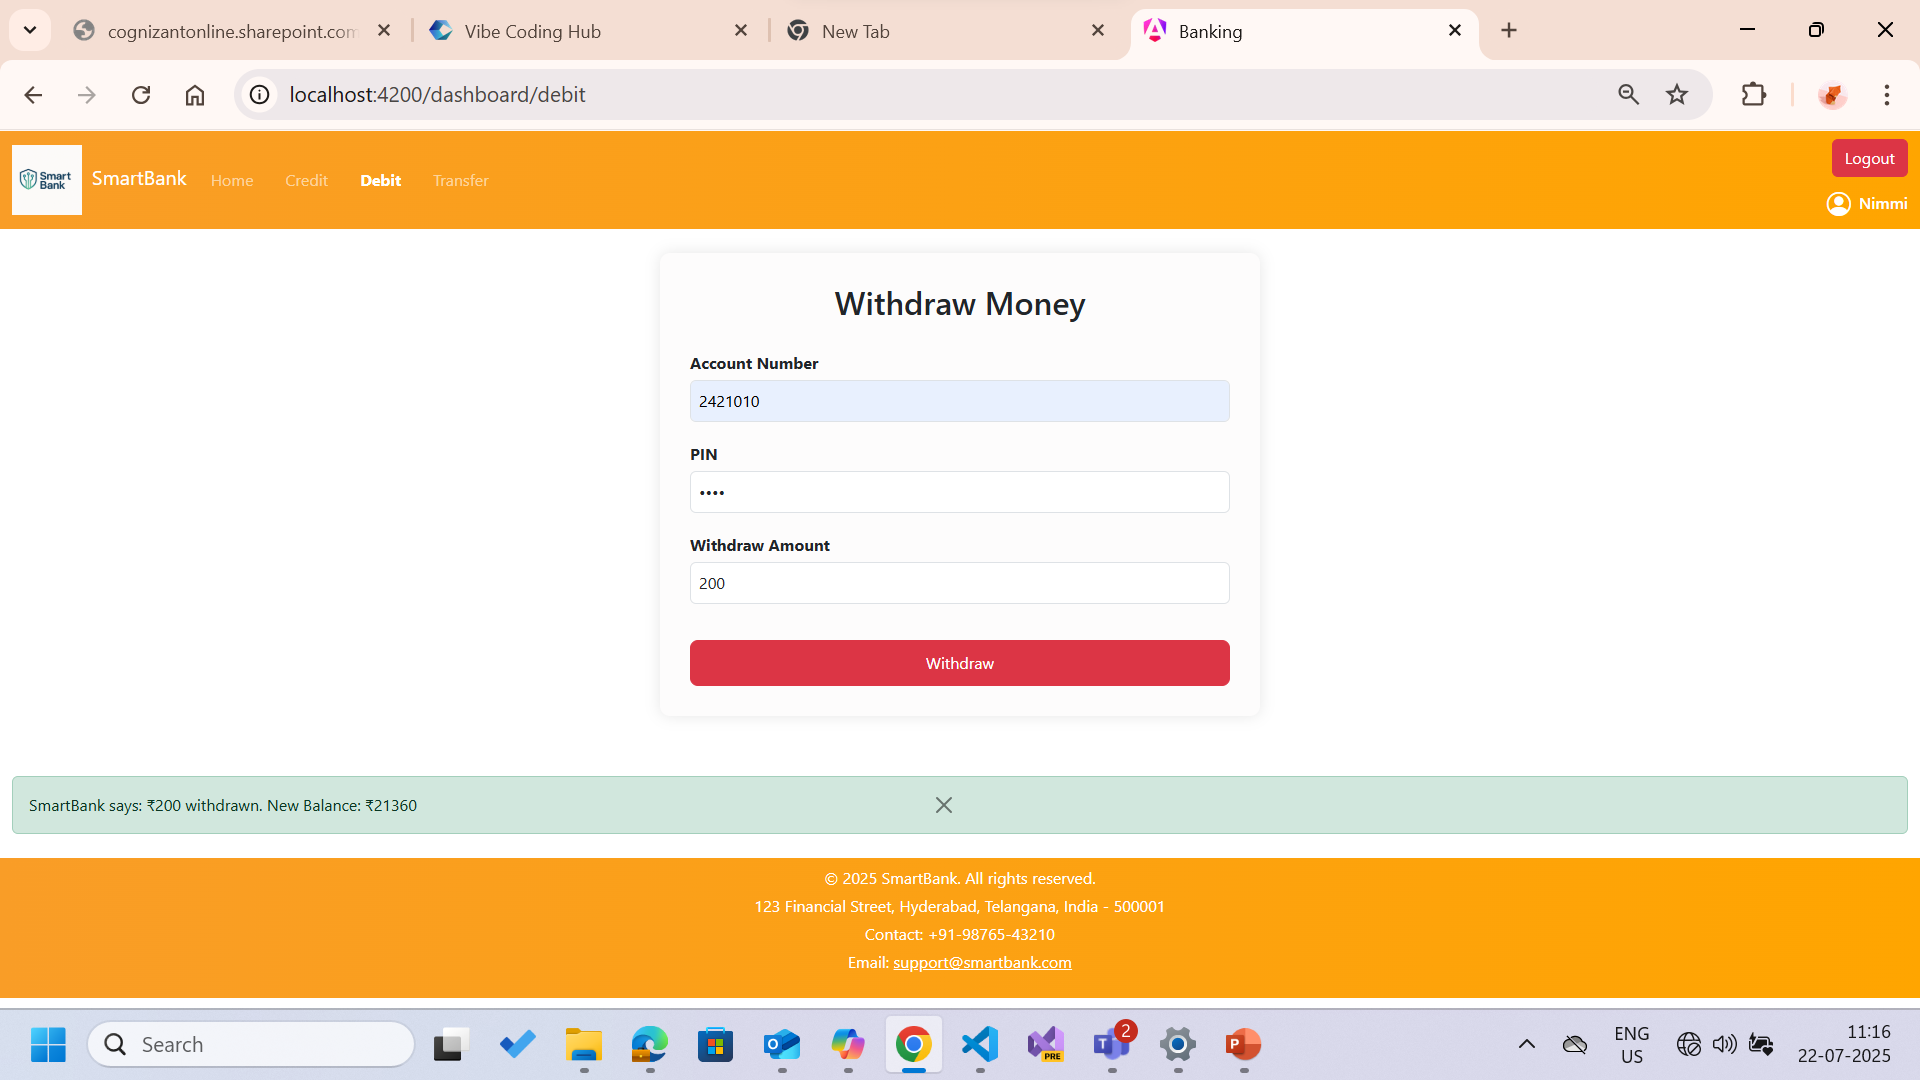 cognizantonline.sharepoint.com
Vibe Coding Hub
New Tab
Banking
localhost:4200/dashboard/debit
Smart
Bank
SmartBank
Home
Credit
Debit
Transfer
Logout
Nimmi
Withdraw Money
Account Number
2421010
PIN
••••
Withdraw Amount
200
Withdraw
SmartBank says: ₹200 withdrawn. New Balance: ₹21360
© 2025 SmartBank. All rights reserved.
123 Financial Street, Hyderabad, Telangana, India - 500001
Contact: +91-98765-43210
Email: support@smartbank.com
Search
PRE
2
ENG
US
11:16
22-07-2025